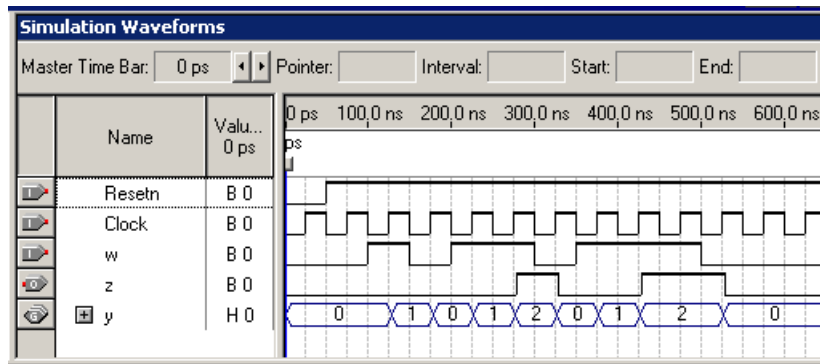 Simulation Waveforms
Master Time Bar: 0 ps Pointer: Interval: Start: End:
Name Valu... 0 ps
0 ps 100,0 ns 200,0 ns 300,0 ns 400,0 ns 500,0 ns 600,0 ns
ps
Resetn B 0
Clock B 0
w B 0
z B 0
y H 0 0 1 0 1 2 0 1 2 0